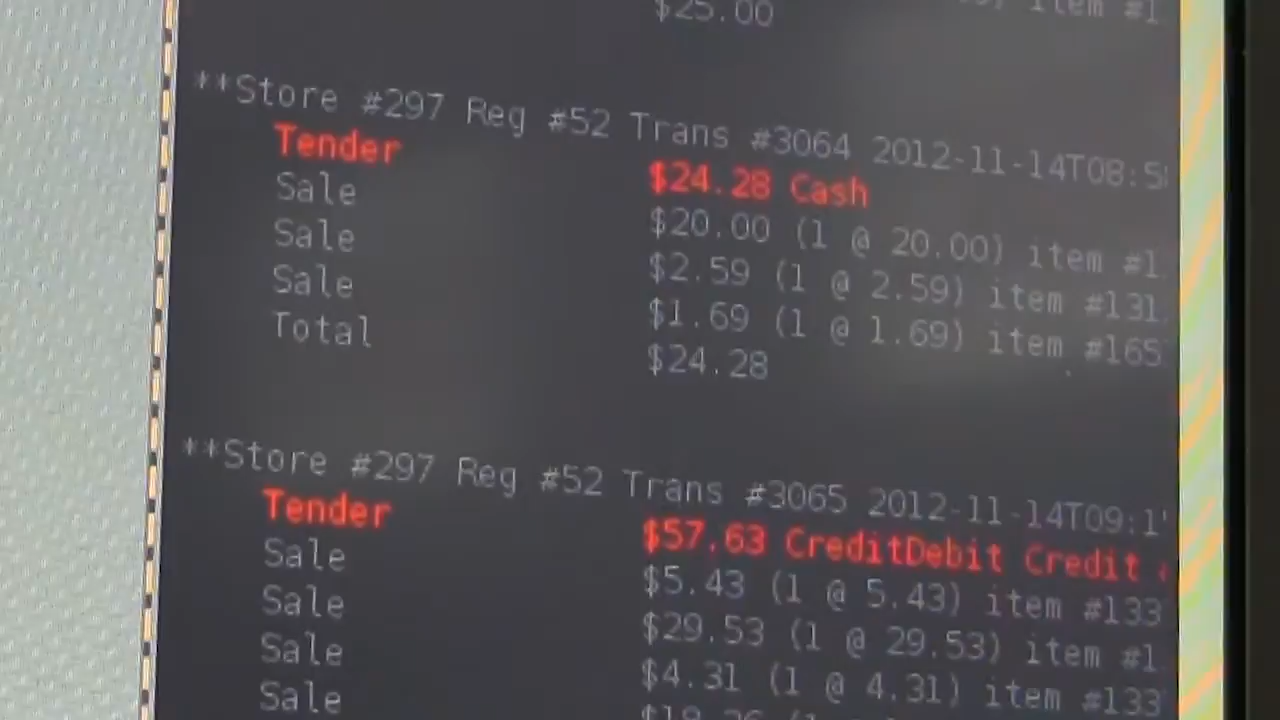 $25.00 item #1
**Store #297 Reg #52 Trans #3064 2012-11-14T08:5
Tender $24.28 Cash
Sale $20.00 (1 @ 20.00) item #1
Sale $2.59 (1 @ 2.59) item #131
Sale $1.69 (1 @ 1.69) item #165
Total $24.28
**Store #297 Reg #52 Trans #3065 2012-11-14T09:1
Tender $57.63 CreditDebit Credit
Sale $5.43 (1 @ 5.43) item #133
Sale $29.53 (1 @ 29.53) item #1
Sale $4.31 (1 @ 4.31) item #133
Sale